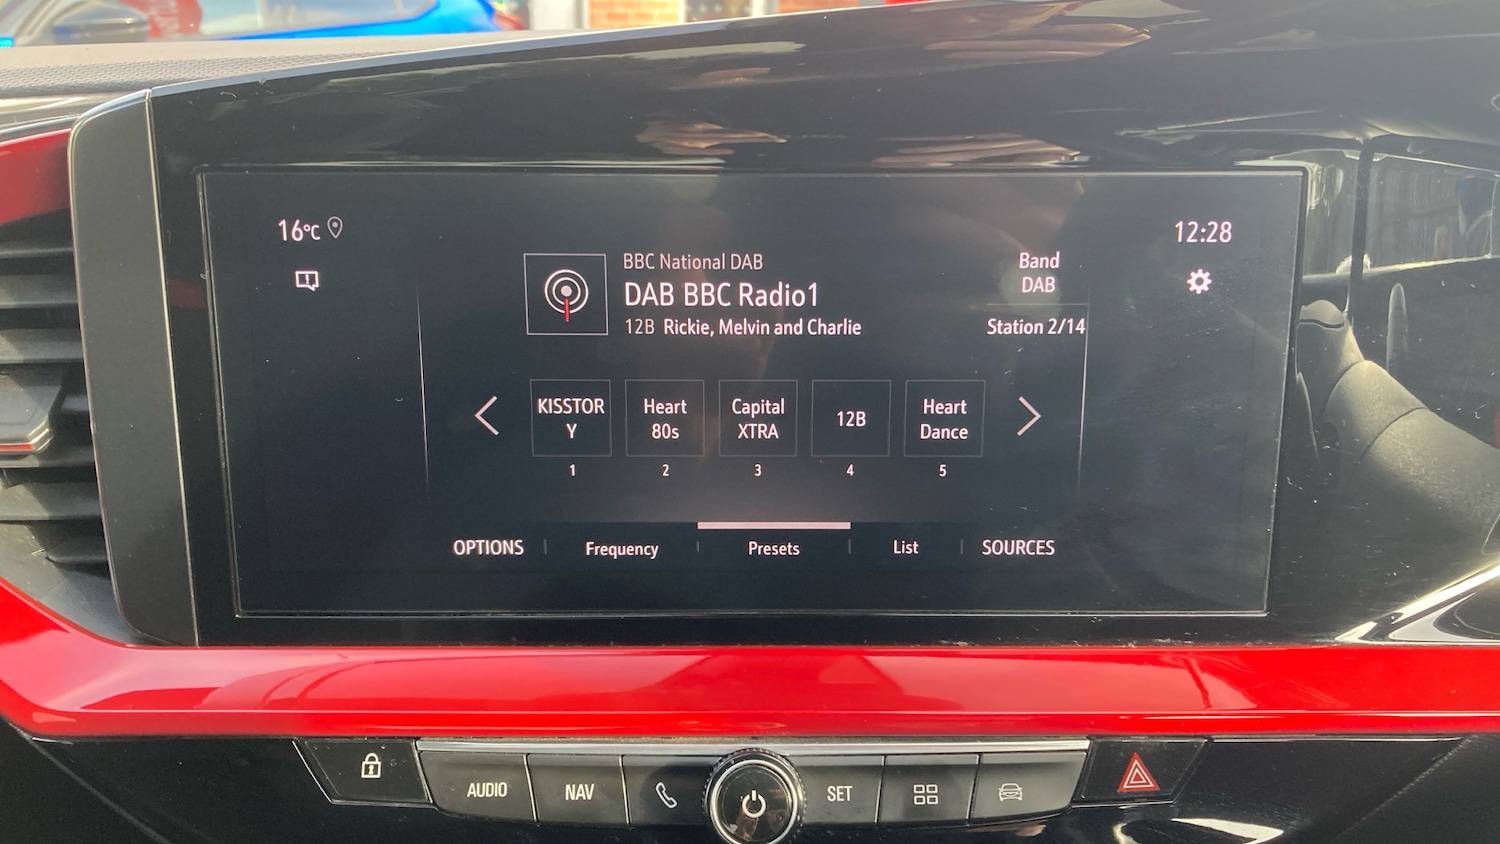 16°C
12:28
BBC National DAB
DAB BBC Radio1
12B Rickie, Melvin and Charlie
Band
DAB
Station 2/14
KISSTOR
Y
1
Heart
80s
2
Capital
XTRA
3
12B
4
Heart
Dance
5
OPTIONS
Frequency
Presets
List
SOURCES
AUDIO
NAV
SET